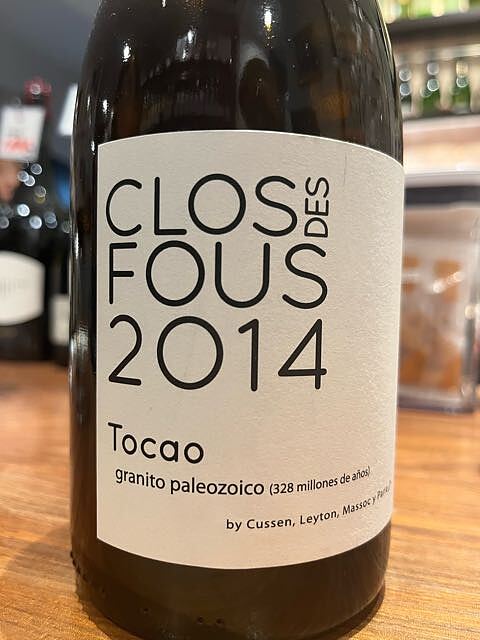 CLOS DES
FOUS
2014
Tocao
granito paleozoico (328 millones de años)
by Cussen, Leyton, Massoc y